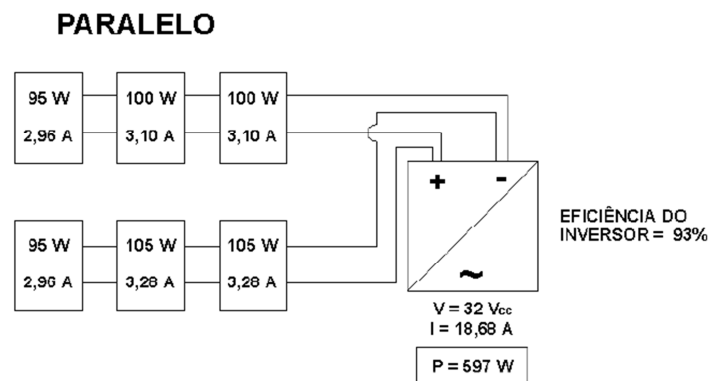 PARALELO
95 W
100 W
100 W
2,96 A
3,10 A
3,10 A
+
-
95 W
105 W
105 W
2,96 A
3,28 A
3,28 A
~
EFICIÊNCIA DO
INVERSOR = 93%
V = 32 Vcc
I = 18,68 A
P = 597 W